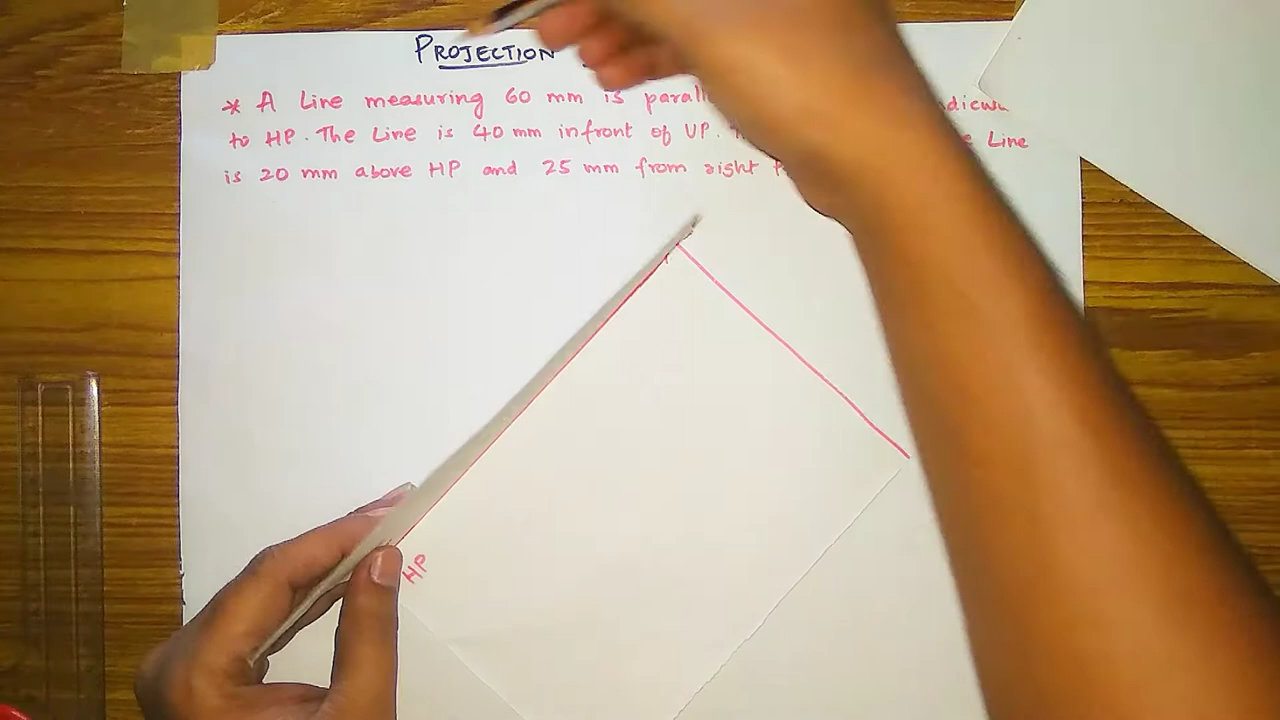 PROJECTION
* A Line measuring 60 mm is
to HP. The Line is 40 mm infront of VP. Line
is 20 mm above HP and 25 mm from right
HP